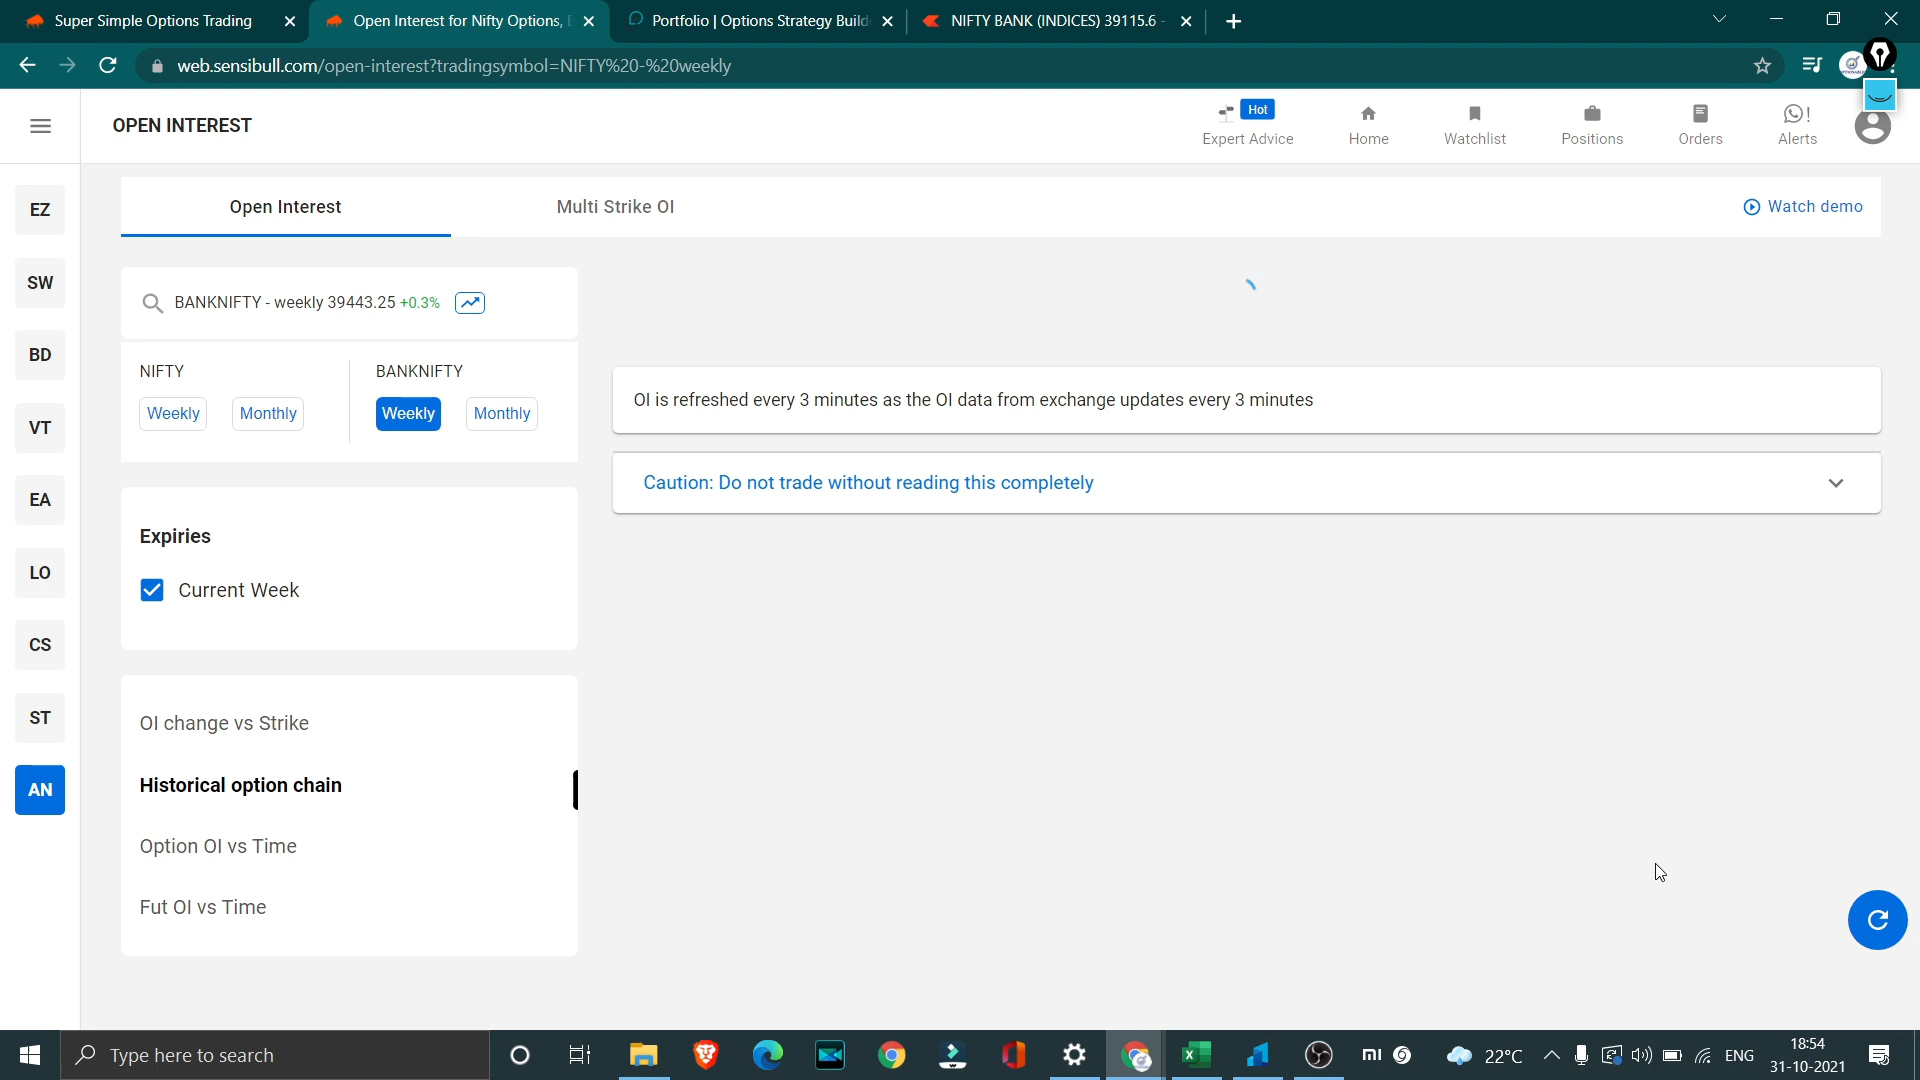 Super Simple Options Trading
Open Interest for Nifty Options,
Portfolio | Options Strategy Build
NIFTY BANK (INDICES) 39115.6 -
web.sensibull.com/open-interest?tradingsymbol=NIFTY%20-%20weekly
OPEN INTEREST
Hot
Expert Advice
Home
Watchlist
Positions
Orders
Alerts
EZ
SW
BD
VT
EA
LO
CS
ST
AN
Open Interest
Multi Strike OI
Watch demo
BANKNIFTY - weekly 39443.25 +0.3%
NIFTY
BANKNIFTY
Weekly
Monthly
Weekly
Monthly
OI is refreshed every 3 minutes as the OI data from exchange updates every 3 minutes
Caution: Do not trade without reading this completely
Expiries
Current Week
OI change vs Strike
Historical option chain
Option OI vs Time
Fut OI vs Time
Type here to search
22°C
ENG
18:54
31-10-2021